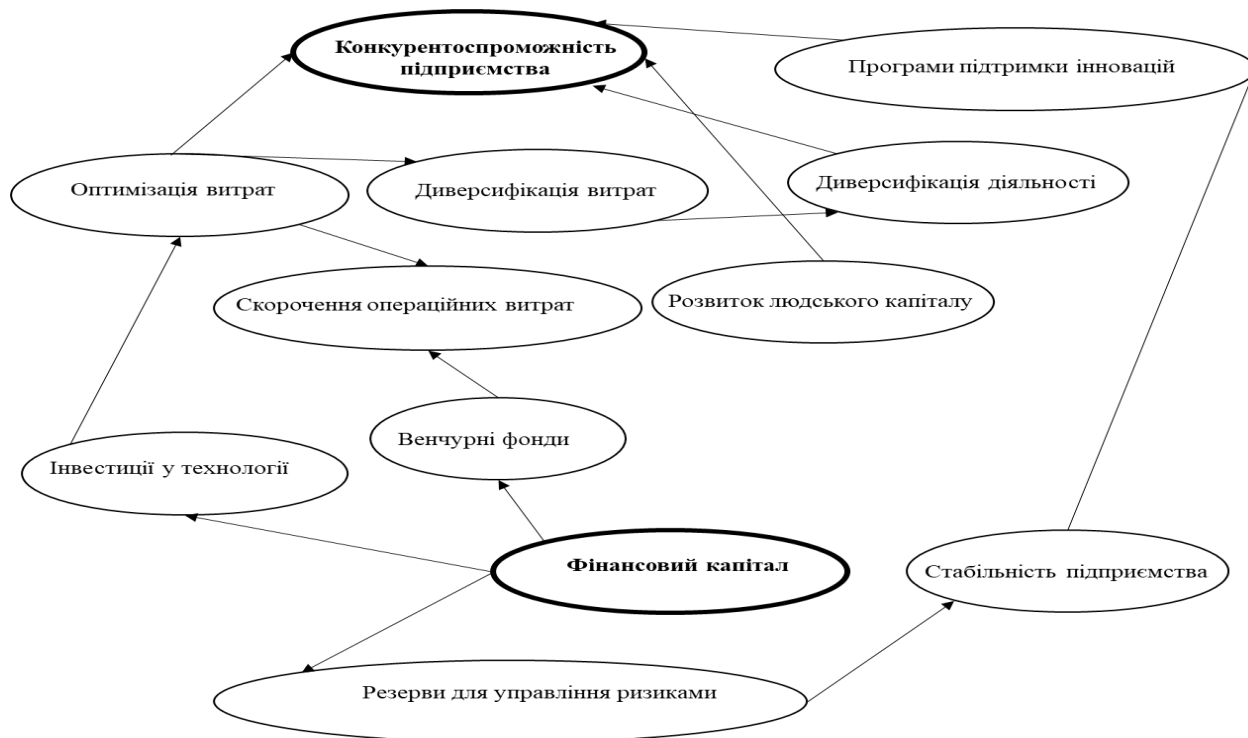 Конкурентоспроможність
підприємства
Програми підтримки інновацій
Оптимізація витрат
Диверсифікація витрат
Диверсифікація діяльності
Скорочення операційних витрат
Розвиток людського капіталу
Венчурні фонди
Інвестиції у технології
Фінансовий капітал
Стабільність підприємства
Резерви для управління ризиками